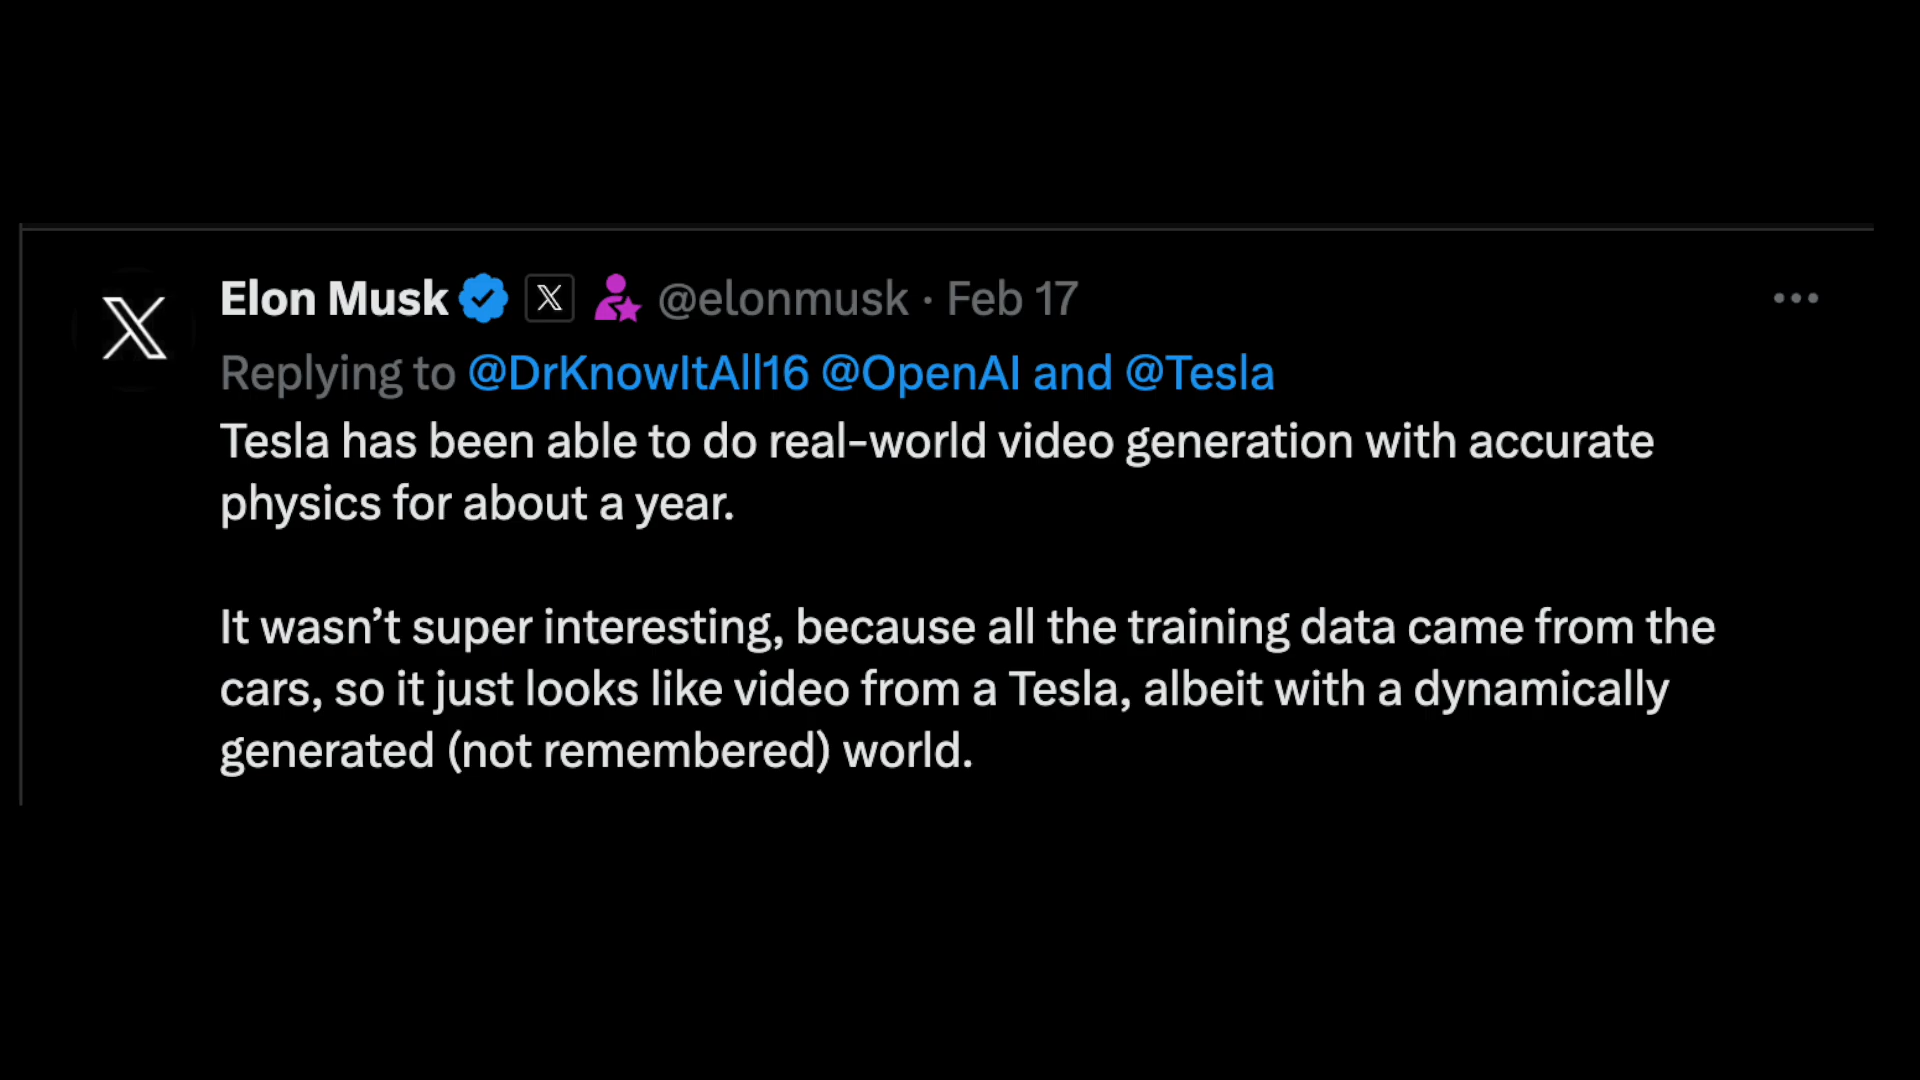 Elon Musk @elonmusk · Feb 17
Replying to @DrKnowItAll16 @OpenAI and @Tesla
Tesla has been able to do real-world video generation with accurate
physics for about a year.
It wasn’t super interesting, because all the training data came from the
cars, so it just looks like video from a Tesla, albeit with a dynamically
generated (not remembered) world.